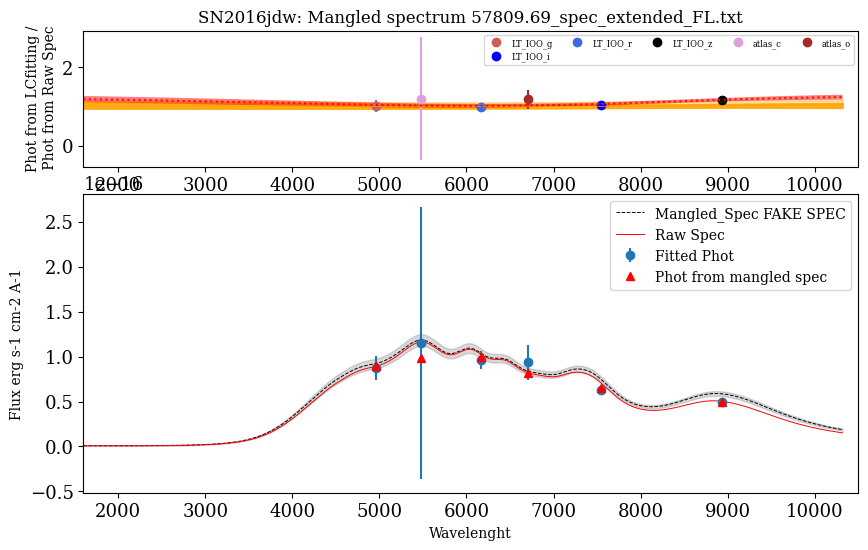 SN2016jdw: Mangled spectrum 57809.69_spec_extended_FL.txt
Phot from LCfitting /
Phot from Raw Spec
2
0
LT_IOO_g LT_IOO_r LT_IOO_z atlas_c atlas_o
LT_IOO_i
2000 3000 4000 5000 6000 7000 8000 9000 10000
Flux erg s-1 cm-2 A-1
2.5
2.0
1.5
1.0
0.5
0.0
−0.5
Mangled_Spec FAKE SPEC
Raw Spec
Fitted Phot
Phot from mangled spec
2000 3000 4000 5000 6000 7000 8000 9000 10000
Wavelenght